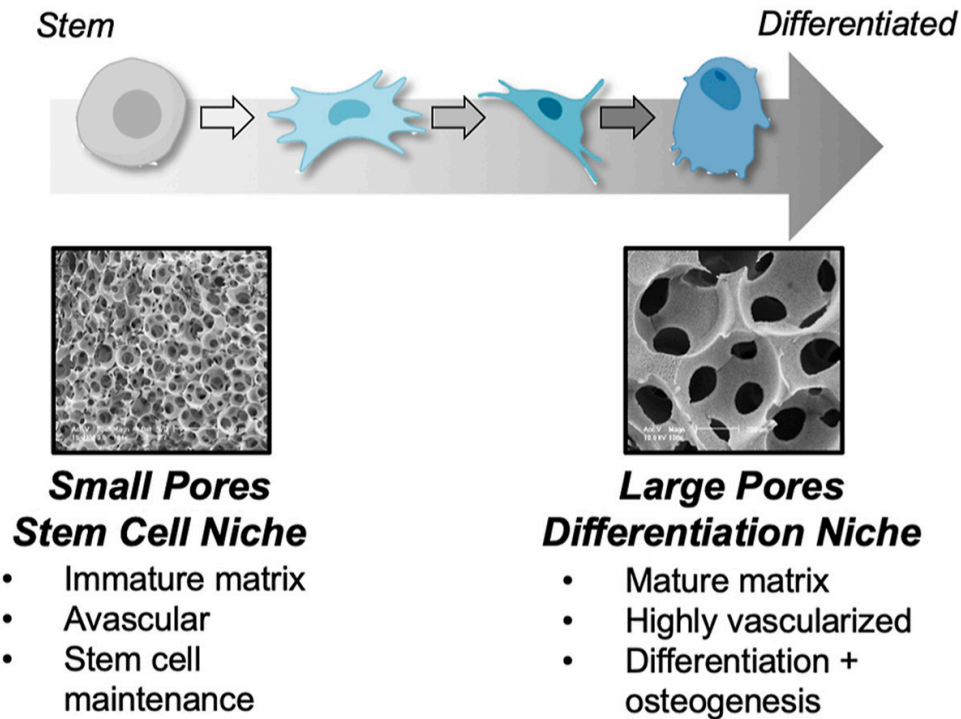 Stem
Differentiated
Small Pores
Stem Cell Niche
• Immature matrix
• Avascular
• Stem cell
maintenance
Large Pores
Differentiation Niche
• Mature matrix
• Highly vascularized
• Differentiation +
osteogenesis